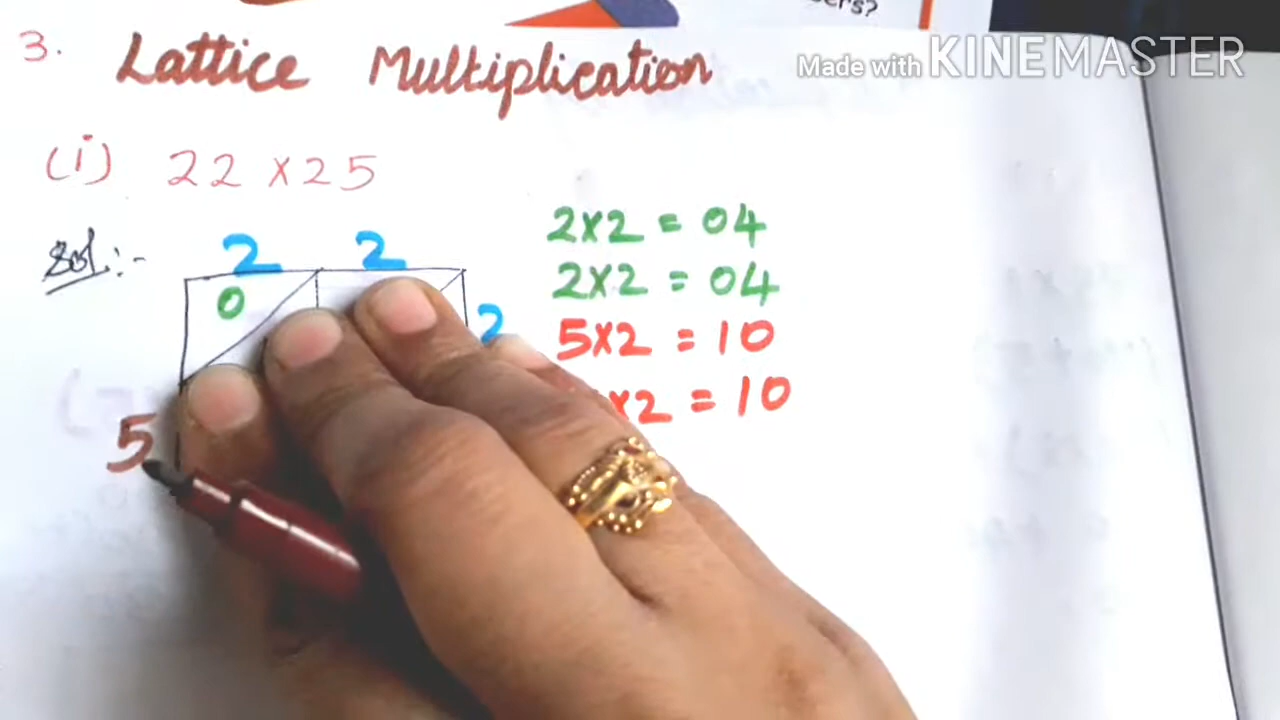 ers?
Made with KINEMASTER
3. Lattice Multiplication
(i) 22 x 25
Sol:-
2 2
2x2 = 04
0
2x2 = 04
2
5x2 = 10
x2 = 10
5